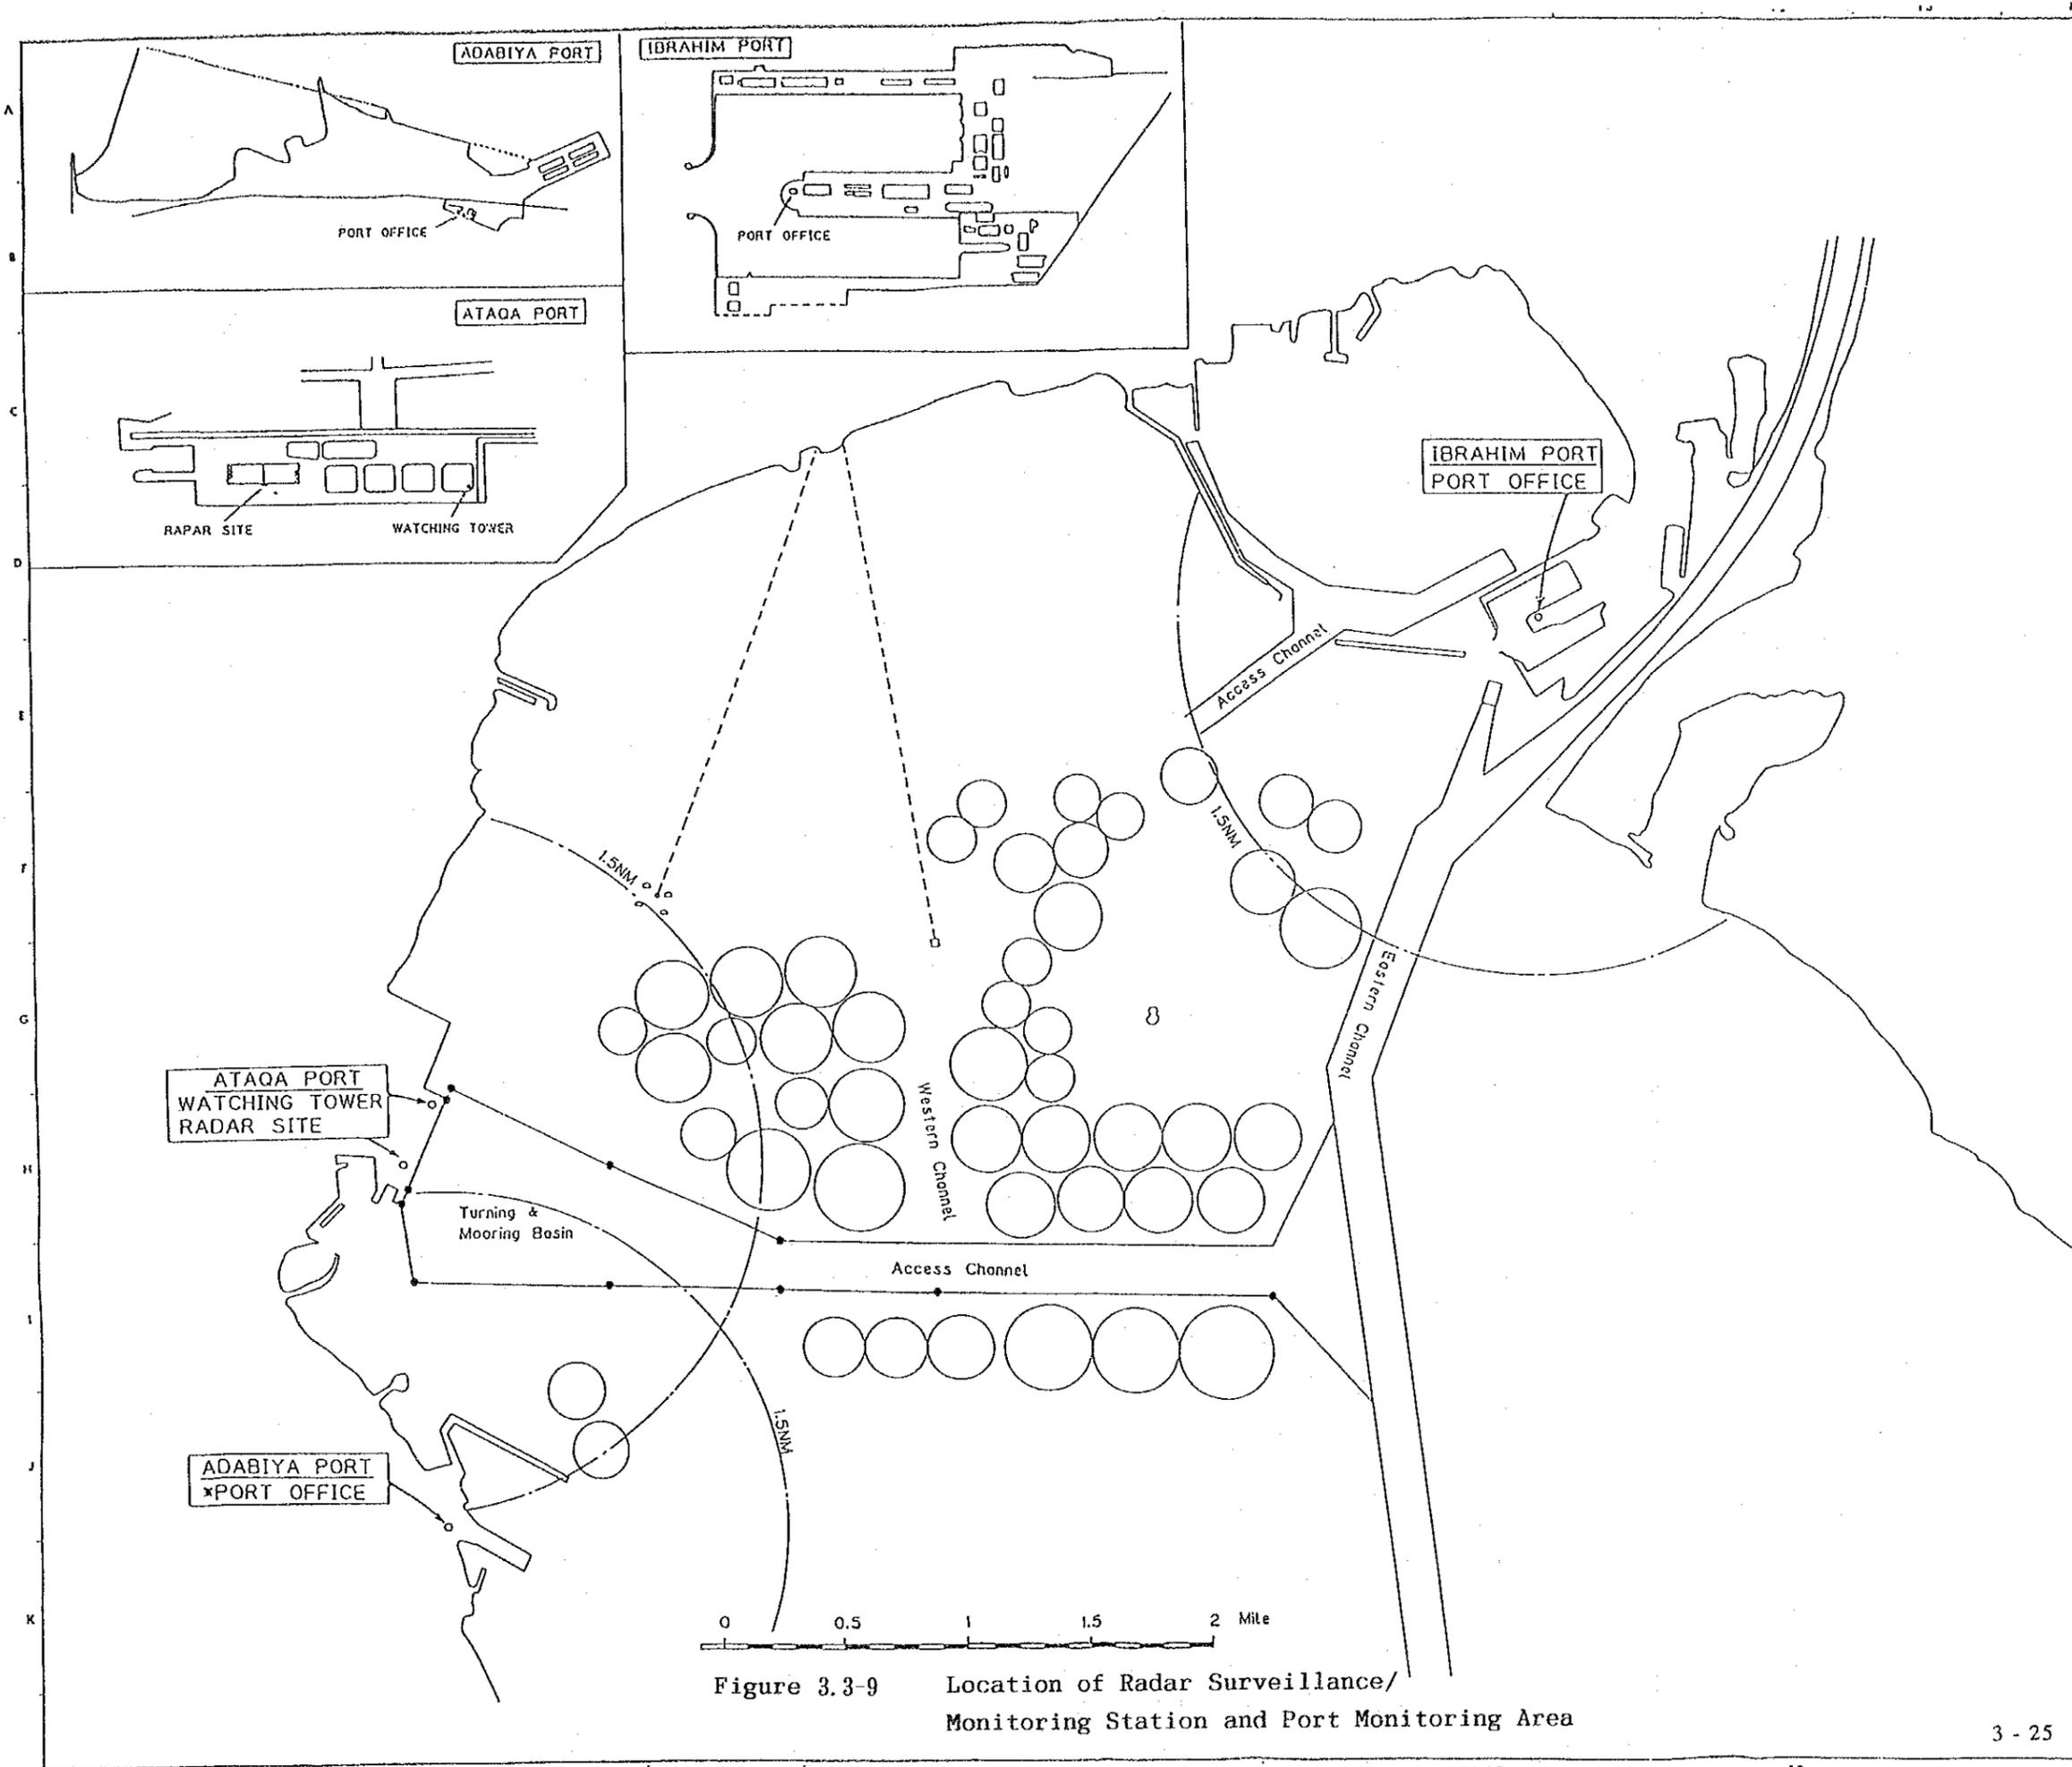 ADABIYA PORT
PORT OFFICE
IBRAHIM PORT
PORT OFFICE
ATAQA PORT
RAPAR SITE
WATCHING TOWER
A
B
C
D
E
F
G
H
I
J
K
IBRAHIM PORT
PORT OFFICE
Access Channel
1.5NM
1.5NM
Eastern Channel
Western Channel
ATAQA PORT
WATCHING TOWER
RADAR SITE
Turning &
Mooring Basin
Access Channel
1.5NM
ADABIYA PORT
*PORT OFFICE
0 0.5 1 1.5 2 Mile
Figure 3.3-9 Location of Radar Surveillance/
Monitoring Station and Port Monitoring Area
3 - 25